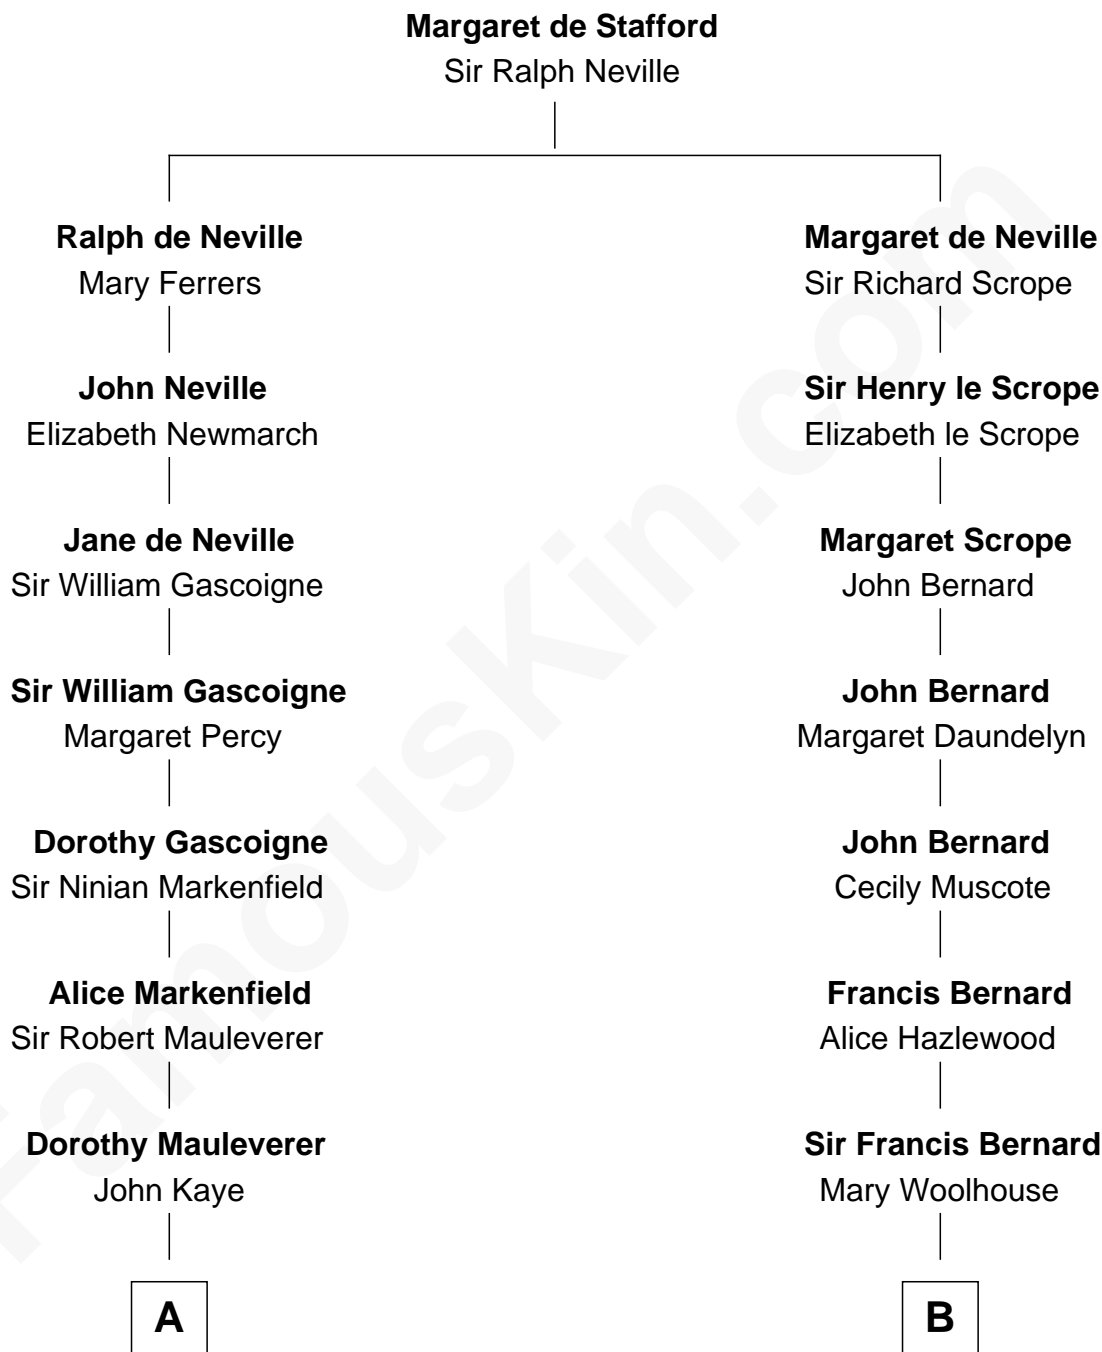 Margaret de Stafford
Sir Ralph Neville
Ralph de Neville
Mary Ferrers
Margaret de Neville
Sir Richard Scrope
John Neville
Elizabeth Newmarch
Sir Henry le Scrope
Elizabeth le Scrope
Jane de Neville
Sir William Gascoigne
Margaret Scrope
John Bernard
Sir William Gascoigne
Margaret Percy
John Bernard
Margaret Daundelyn
Dorothy Gascoigne
Sir Ninian Markenfield
John Bernard
Cecily Muscote
Alice Markenfield
Sir Robert Mauleverer
Francis Bernard
Alice Hazlewood
Dorothy Mauleverer
John Kaye
Sir Francis Bernard
Mary Woolhouse
A
B
FamousKin.com